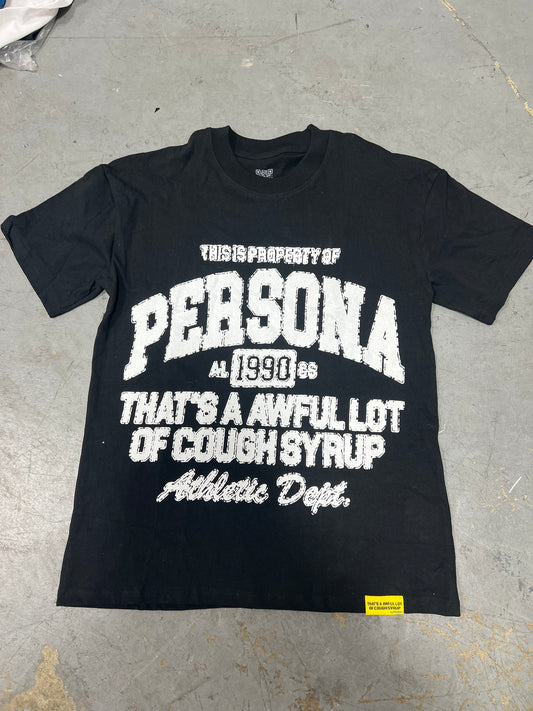 THIS IS PROPERTY OF
PERSONA
AL 1990 85
THAT'S A AWFUL LOT
OF COUGH SYRUP
Athletic Dept.
THAT'S A AWFUL LOT
OF COUGH SYRUP